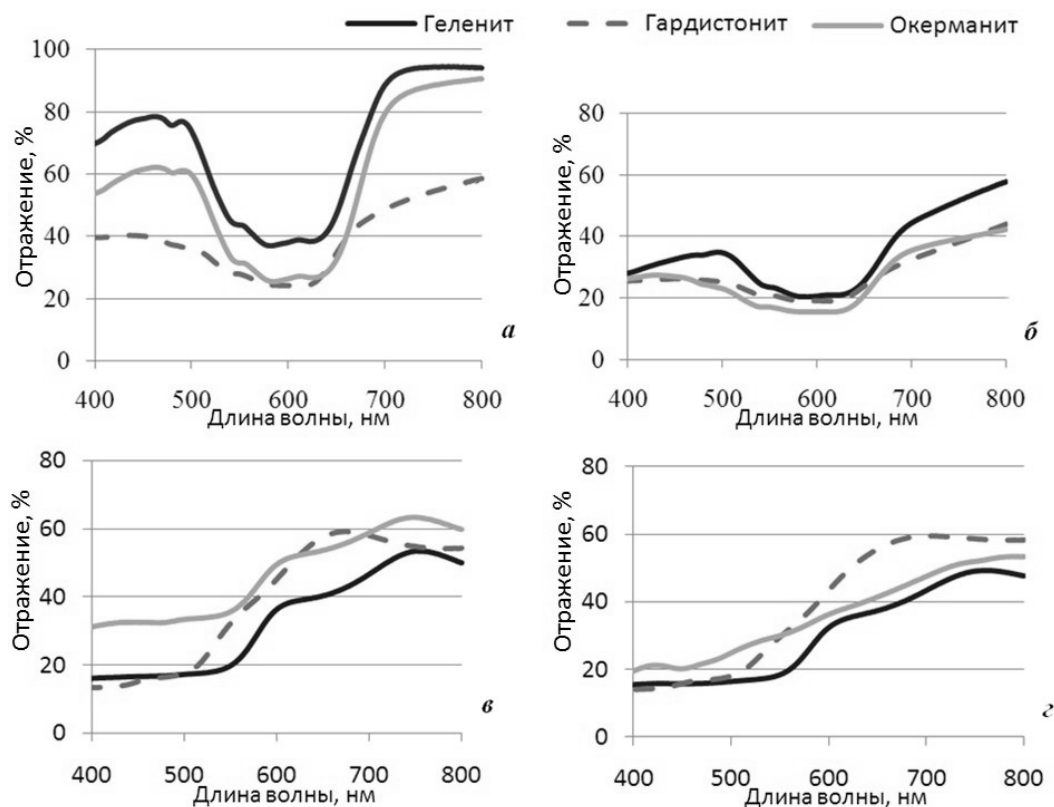 Геленит Гардистонит Окерманит
100
80
60
40
20
0
Отражение, %
400 500 600 700 800
Длина волны, нм
а
80
60
40
20
0
Отражение, %
400 500 600 700 800
Длина волны, нм
б
80
60
40
20
0
Отражение, %
400 500 600 700 800
Длина волны, нм
в
80
60
40
20
0
Отражение, %
400 500 600 700 800
Длина волны, нм
г